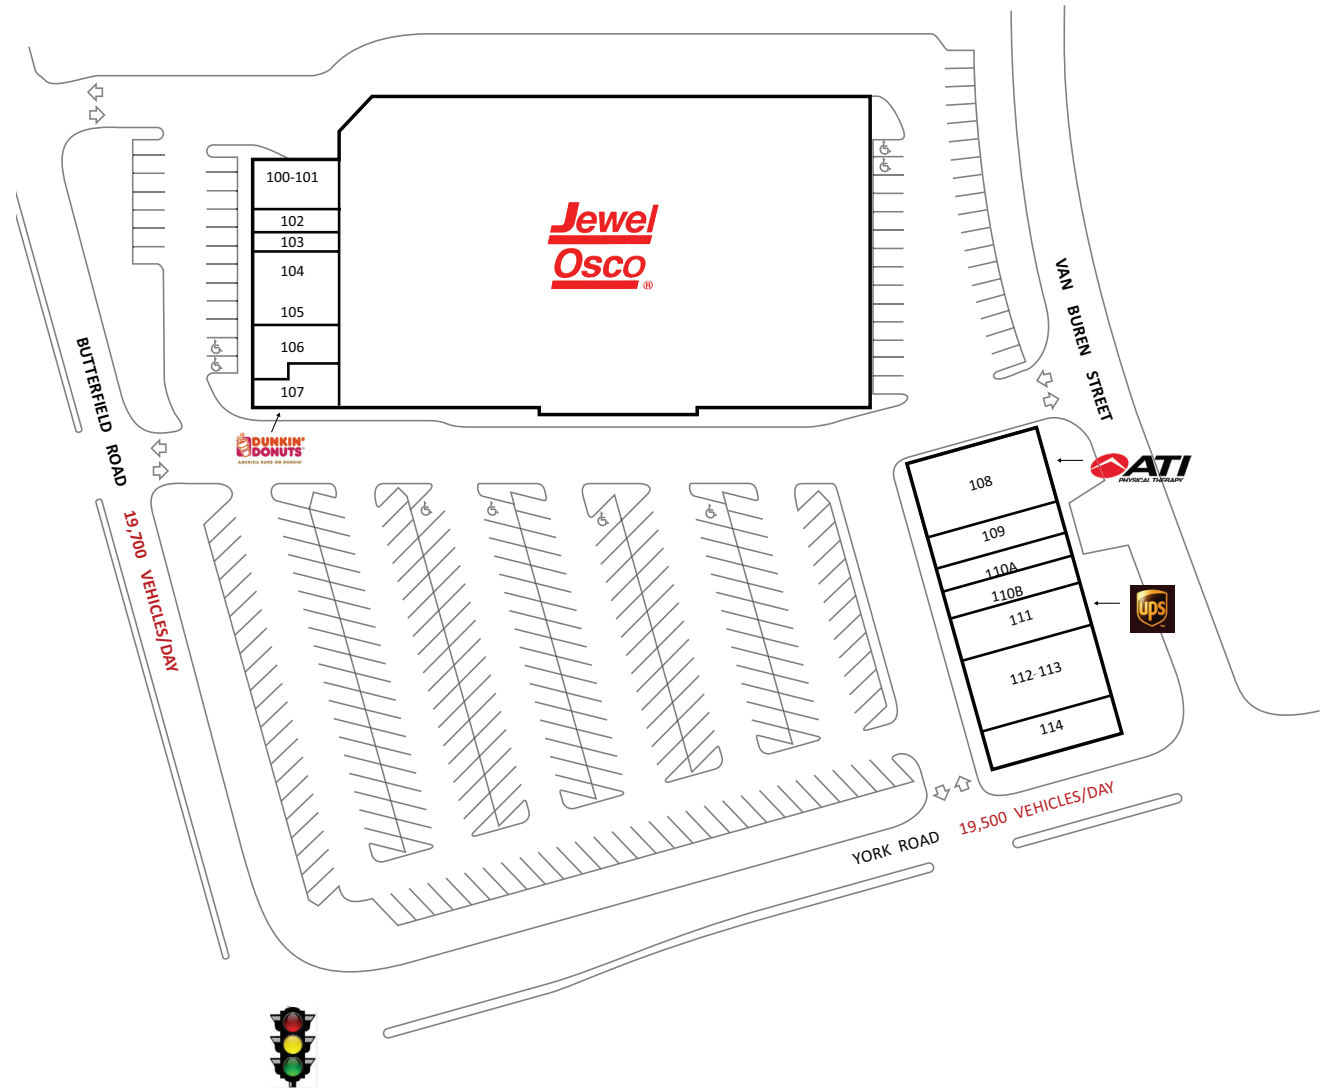 100-101
102
103
104
105
106
107
Jewel
Osco®
DUNKIN'
DONUTS
AMERICA RUNS ON DUNKIN'
BUTTERFIELD ROAD
19,700 VEHICLES/DAY
VAN BUREN STREET
ATI
PHYSICAL THERAPY
108
109
110A
110B
111
112-113
114
ups
YORK ROAD
19,500 VEHICLES/DAY